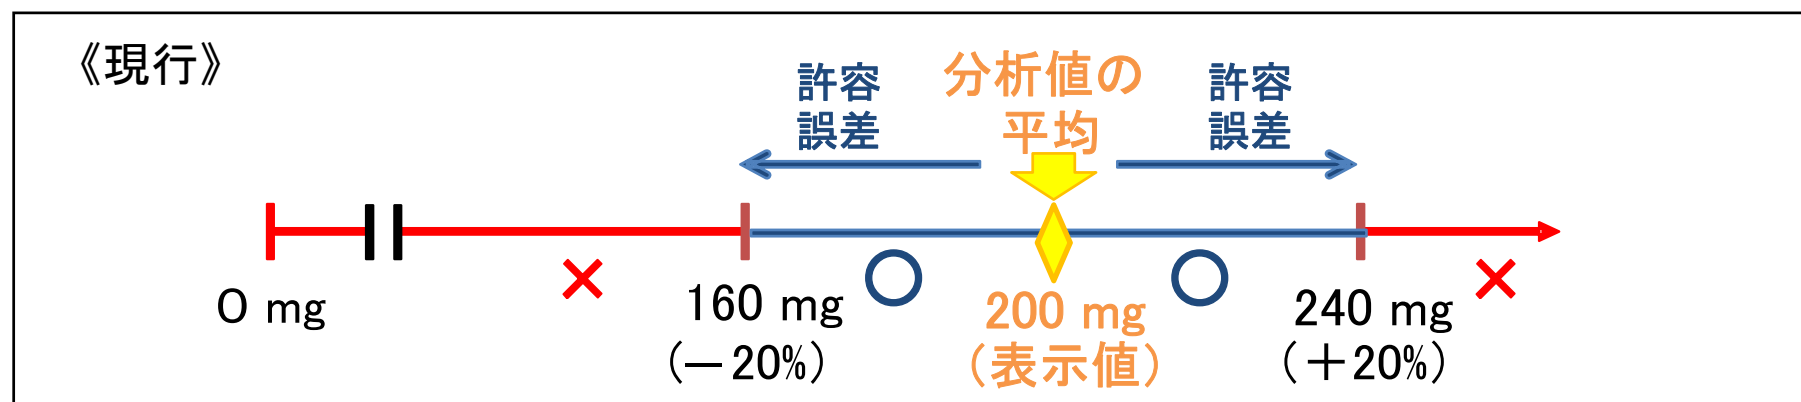 《現行》
許容
誤差
分析値の
平均
許容
誤差
○ mg
160 mg
(－20%)
200 mg
(表示値)
240 mg
(＋20%)